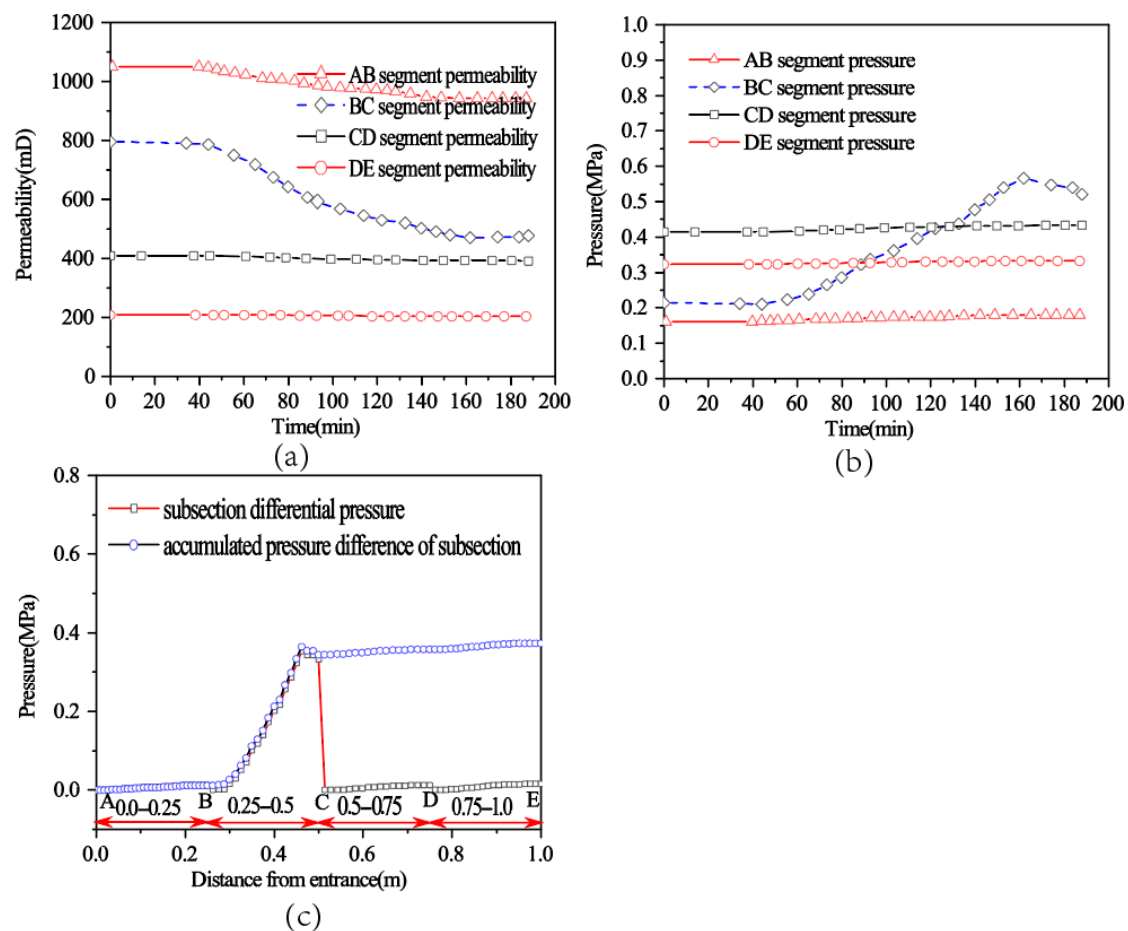 1200
1000
800
600
400
200
0
Permeability(mD)
AB segment permeability
BC segment permeability
CD segment permeability
DE segment permeability
0 20 40 60 80 100 120 140 160 180 200
Time(min)
(a)
1.0
0.9
0.8
0.7
0.6
0.5
0.4
0.3
0.2
0.1
0.0
Pressure(MPa)
AB segment pressure
BC segment pressure
CD segment pressure
DE segment pressure
0 20 40 60 80 100 120 140 160 180 200
Time(min)
(b)
0.8
0.6
0.4
0.2
0.0
Pressure(MPa)
subsection differential pressure
accumulated pressure difference of subsection
A 0.0–0.25 B 0.25–0.5 C 0.5–0.75 D 0.75–1.0 E
0.0 0.2 0.4 0.6 0.8 1.0
Distance from entrance(m)
(c)